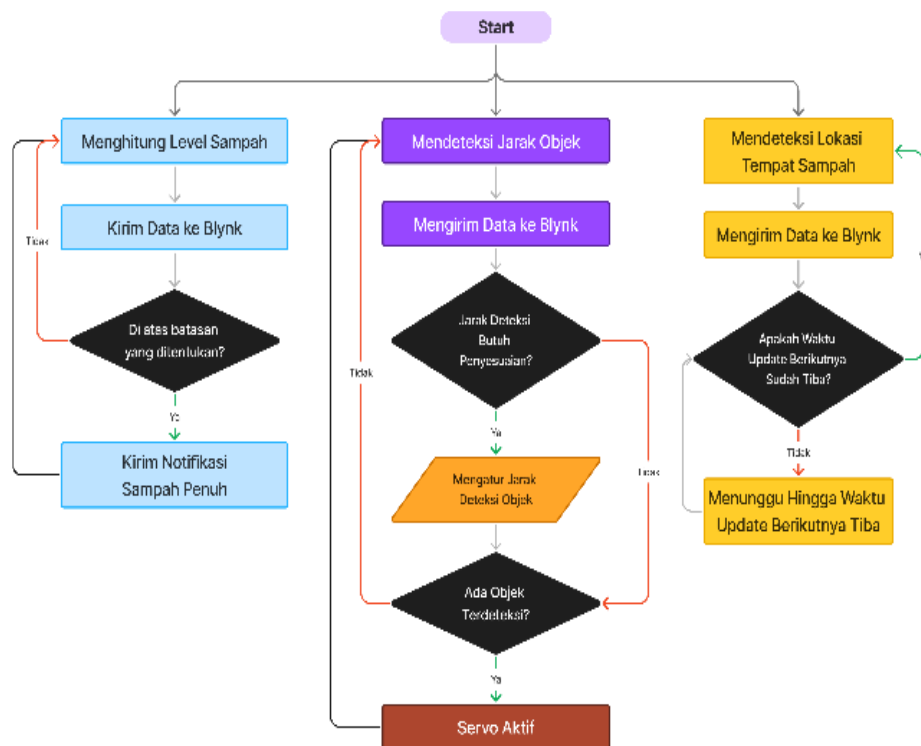 Start
Menghitung Level Sampah
Kirim Data ke Blynk
Tidak
Di atas batasan
yang ditentukan?
Ya
Kirim Notifikasi
Sampah Penuh
Mendeteksi Jarak Objek
Mengirim Data ke Blynk
Jarak Deteksi
Butuh
Penyesuaian?
Tidak
Ya
Tidak
Mengatur Jarak
Deteksi Objek
Ada Objek
Terdeteksi?
Ya
Servo Aktif
Mendeteksi Lokasi
Tempat Sampah
Mengirim Data ke Blynk
Apakah Waktu
Update Berikutnya
Sudah Tiba?
Tidak
Menunggu Hingga Waktu
Update Berikutnya Tiba